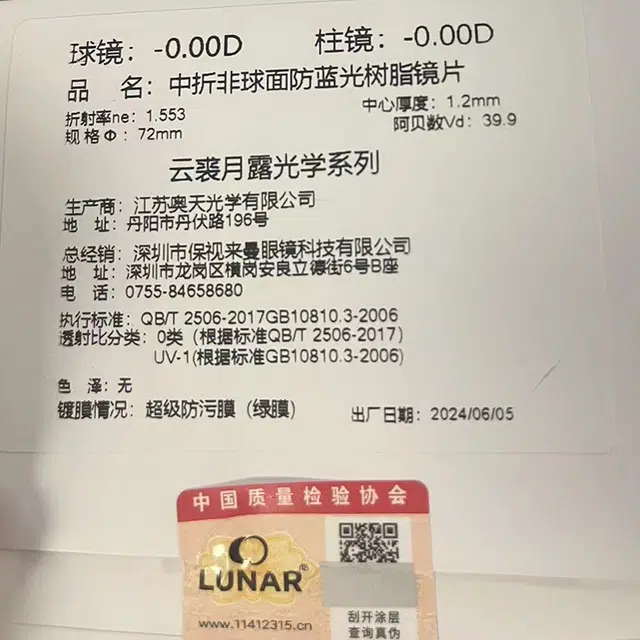 球镜：-0.00D 柱镜：-0.00D
品 名：中折非球面防蓝光树脂镜片
折射率ne：1.553 中心厚度：1.2mm
规 格Φ：72mm 阿贝数Vd：39.9
云裳月露光学系列
生产商：江苏奥天光学有限公司
地 址：丹阳市丹伏路196号
总经销：深圳市保视来曼眼镜科技有限公司
地 址：深圳市龙岗区横岗安良立德街6号B座
电 话：0755-84658680
执行标准：QB/T 2506-2017GB10810.3-2006
透射比分类：0类（根据标准QB/T 2506-2017）
UV-1(根据标准GB10810.3-2006)
色 泽：无
镀膜情况：超级防污膜（绿膜） 出厂日期：2024/06/05
中国质量检验协会
LUNAR®
www.11412315.cn
刮开涂层
查询真伪